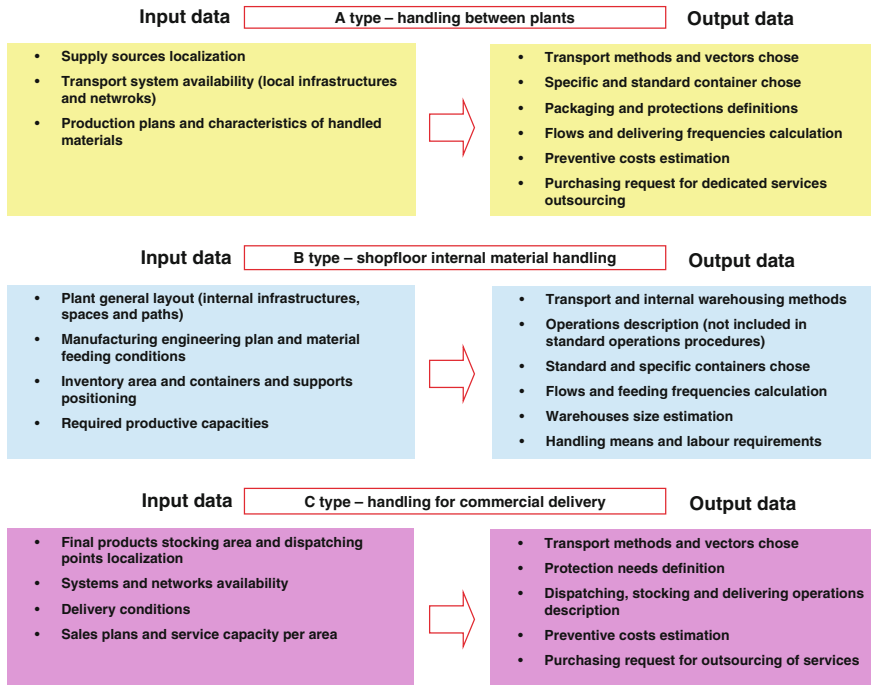 Input data
A type – handling between plants
Output data
• Supply sources localization
• Transport system availability (local infrastructures
and netwroks)
• Production plans and characteristics of handled
materials
• Transport methods and vectors chose
• Specific and standard container chose
• Packaging and protections definitions
• Flows and delivering frequencies calculation
• Preventive costs estimation
• Purchasing request for dedicated services
outsourcing
Input data
B type – shopfloor internal material handling
Output data
• Plant general layout (internal infrastructures,
spaces and paths)
• Manufacturing engineering plan and material
feeding conditions
• Inventory area and containers and supports
positioning
• Required productive capacities
• Transport and internal warehousing methods
• Operations description (not included in
standard operations procedures)
• Standard and specific containers chose
• Flows and feeding frequencies calculation
• Warehouses size estimation
• Handling means and labour requirements
Input data
C type – handling for commercial delivery
Output data
• Final products stocking area and dispatching
points localization
• Systems and networks availability
• Delivery conditions
• Sales plans and service capacity per area
• Transport methods and vectors chose
• Protection needs definition
• Dispatching, stocking and delivering operations
description
• Preventive costs estimation
• Purchasing request for outsourcing of services